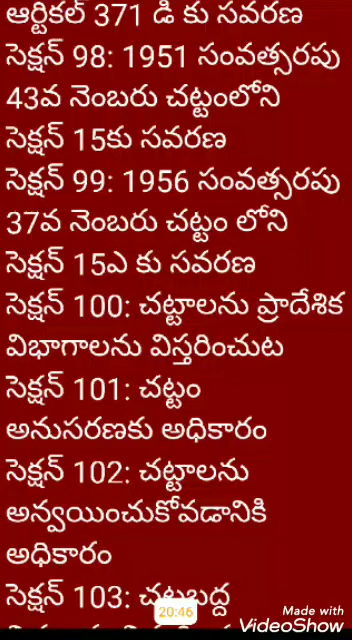 ఆర్టికల్ 371 డి కు సవరణ
సెక్షన్ 98: 1951 సంవత్సరపు
43వ నెంబరు చట్టంలోని
సెక్షన్ 15కు సవరణ
సెక్షన్ 99: 1956 సంవత్సరపు
37వ నెంబరు చట్టం లోని
సెక్షన్ 15ఎ కు సవరణ
సెక్షన్ 100: చట్టాలను ప్రాదేశిక
విభాగాలను విస్తరించుట
సెక్షన్ 101: చట్టం
అనుసరణకు అధికారం
సెక్షన్ 102: చట్టాలను
అన్వయించుకోవడానికి
అధికారం
సెక్షన్ 103: చట్టబద్ద
20:46
Made with
VideoShow